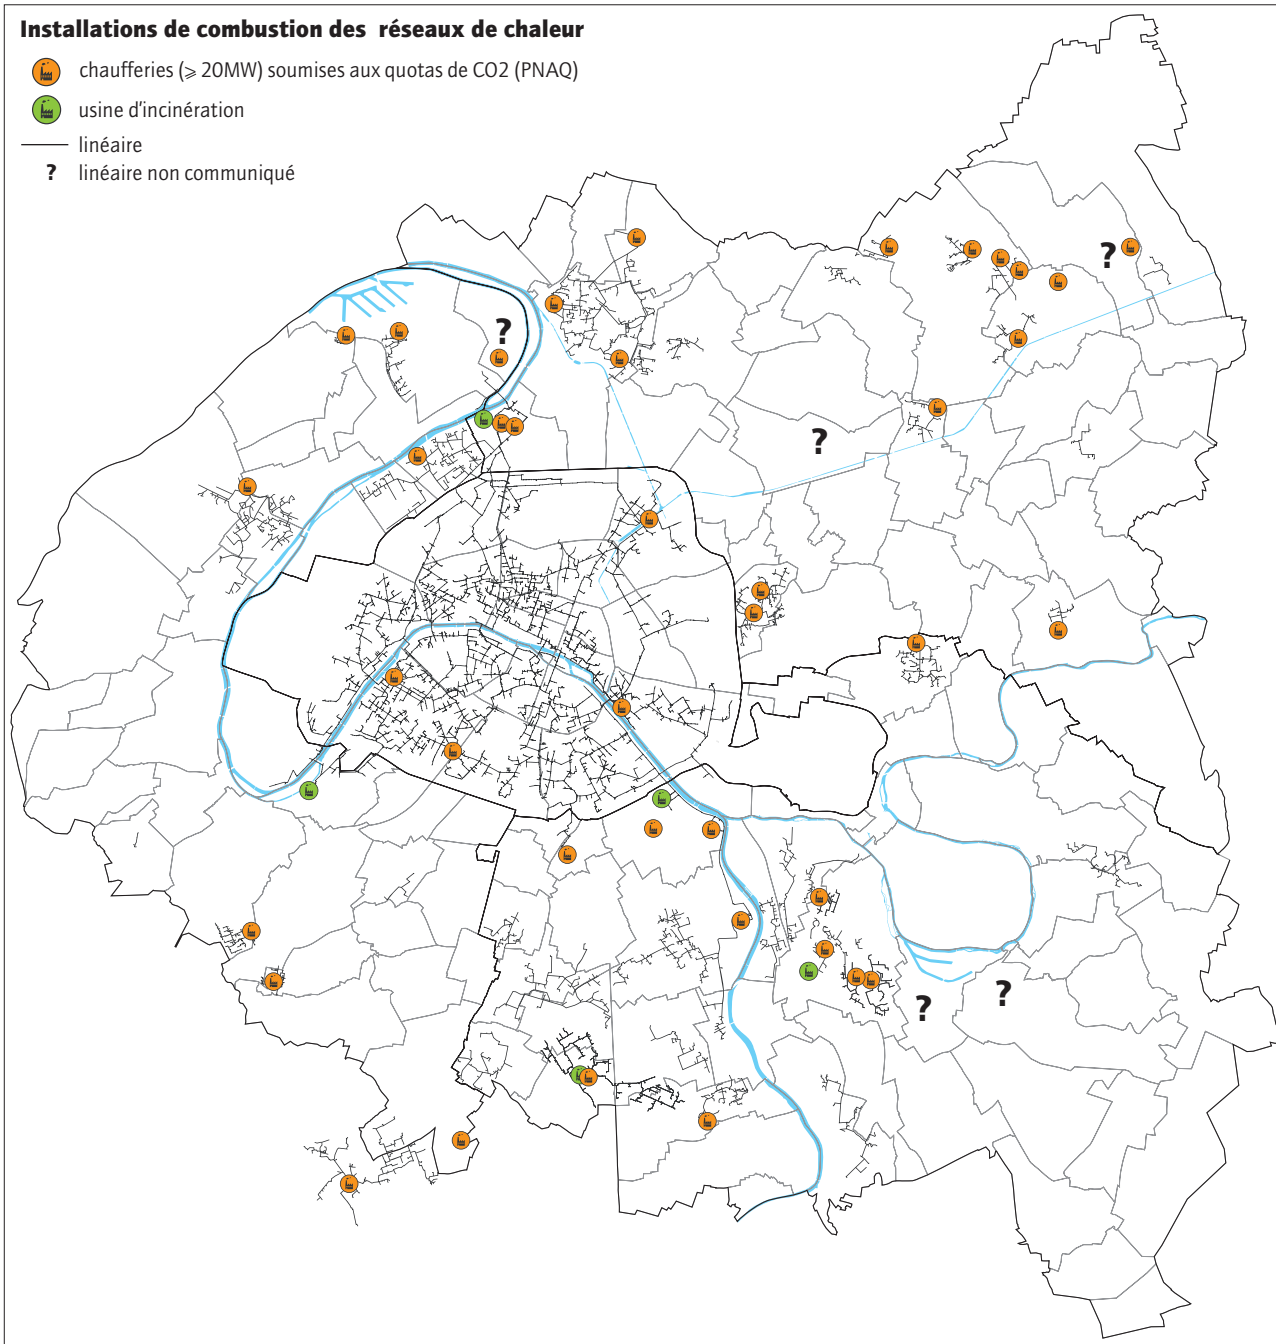 Installations de combustion des réseaux de chaleur
chaufferies (⩾ 20MW) soumises aux quotas de CO2 (PNAQ)
usine d'incinération
linéaire
? linéaire non communiqué
?
?
?
?
?